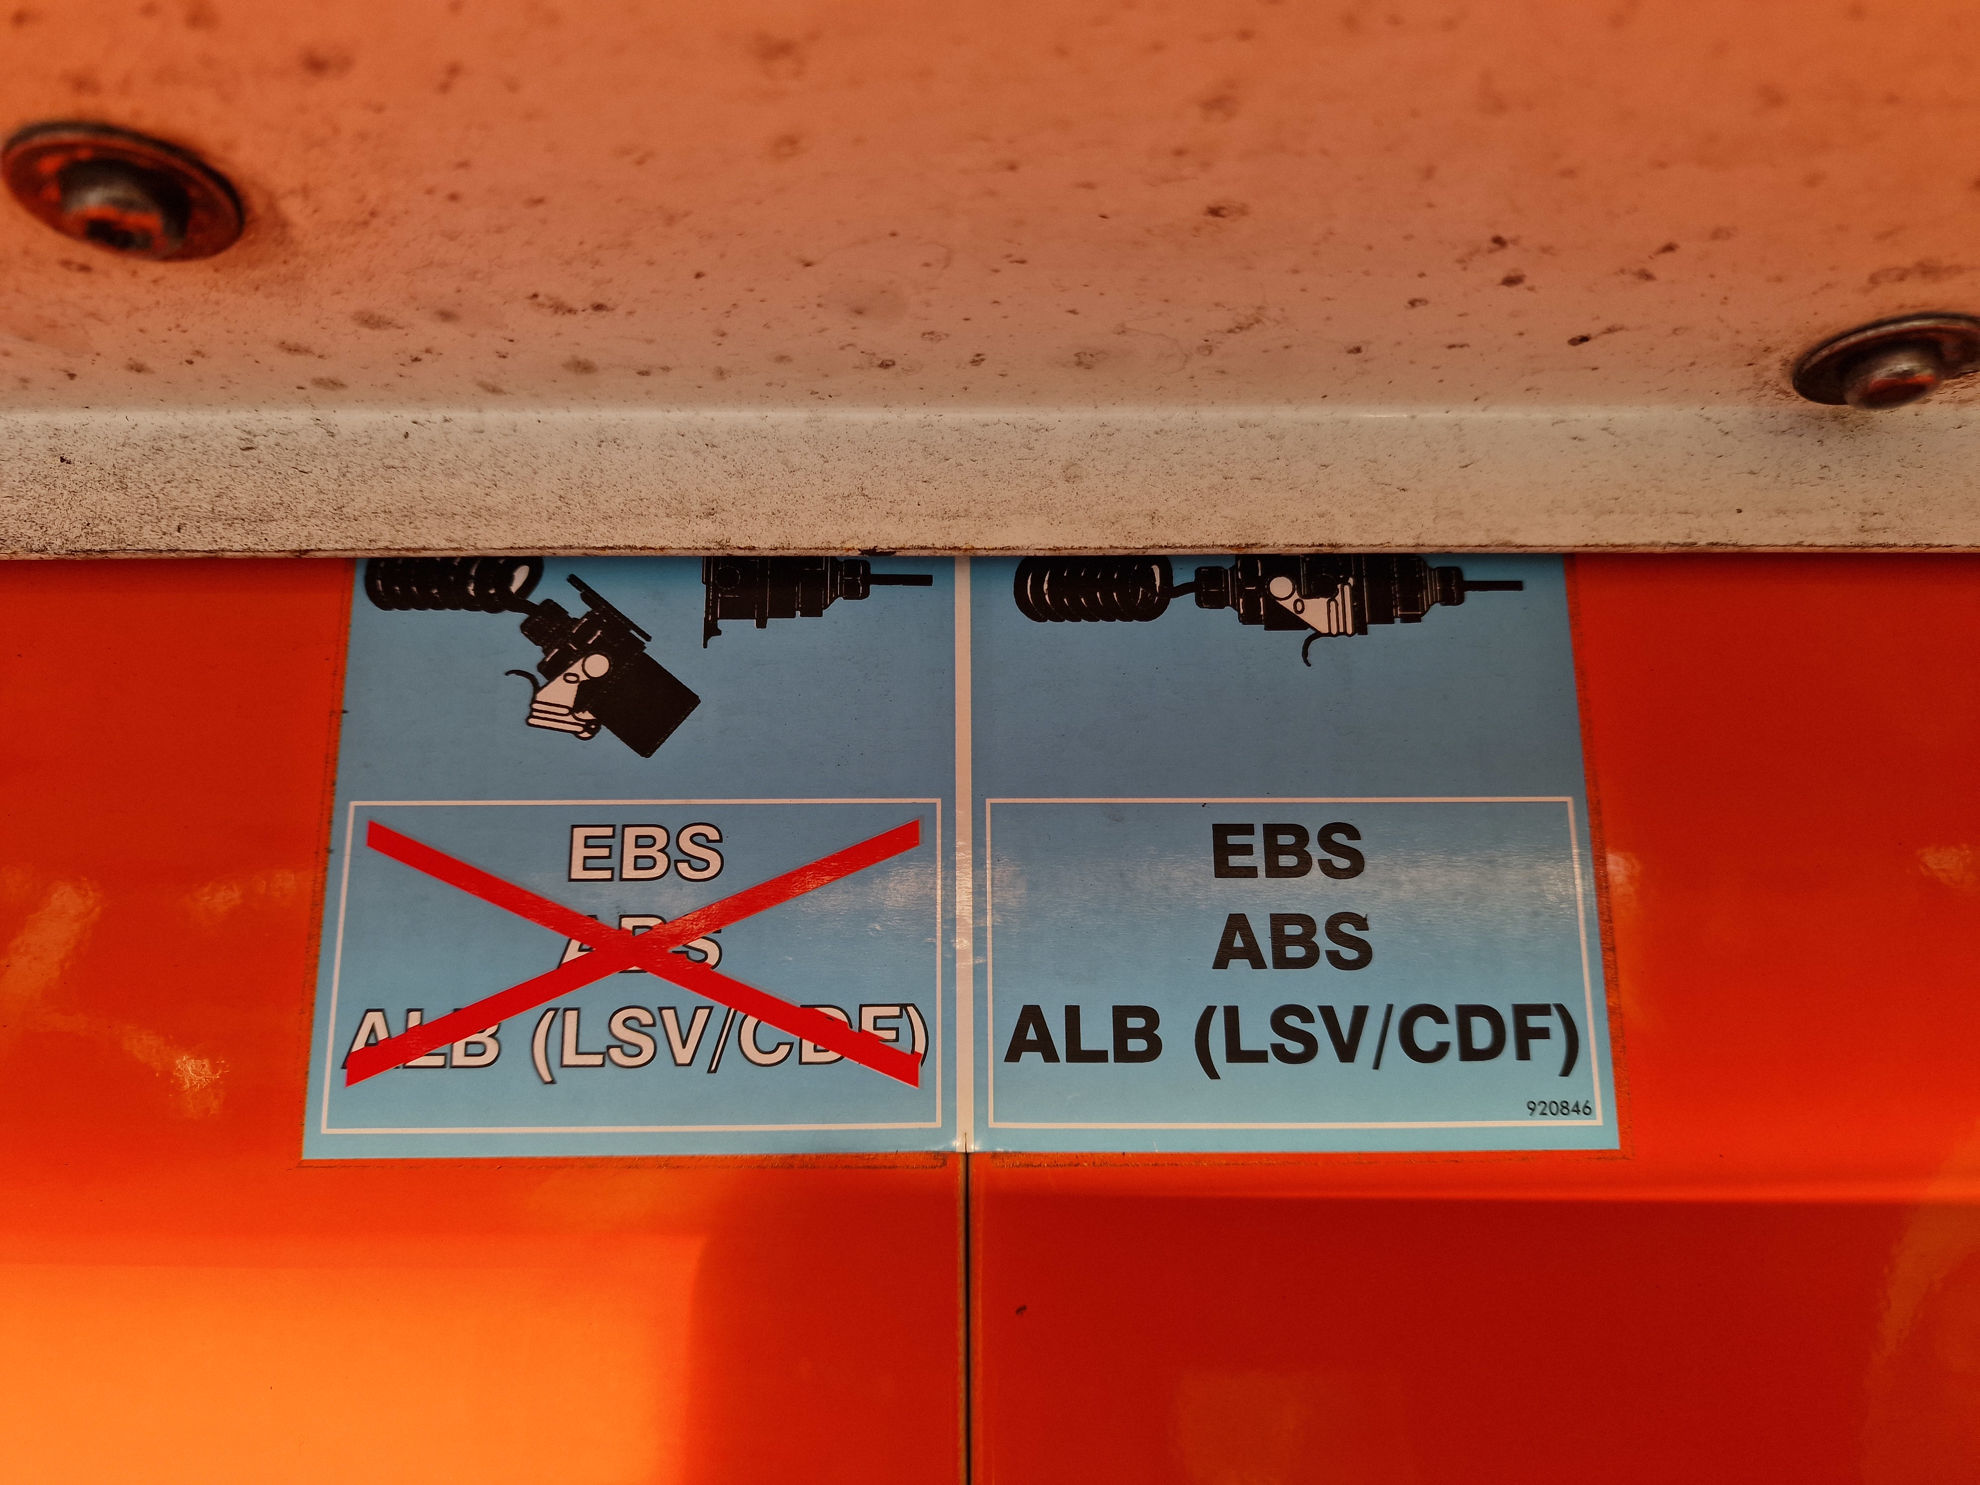 EBS
ABS
ALB (LSV/CDF)
EBS
ABS
ALB (LSV/CDF)
920846